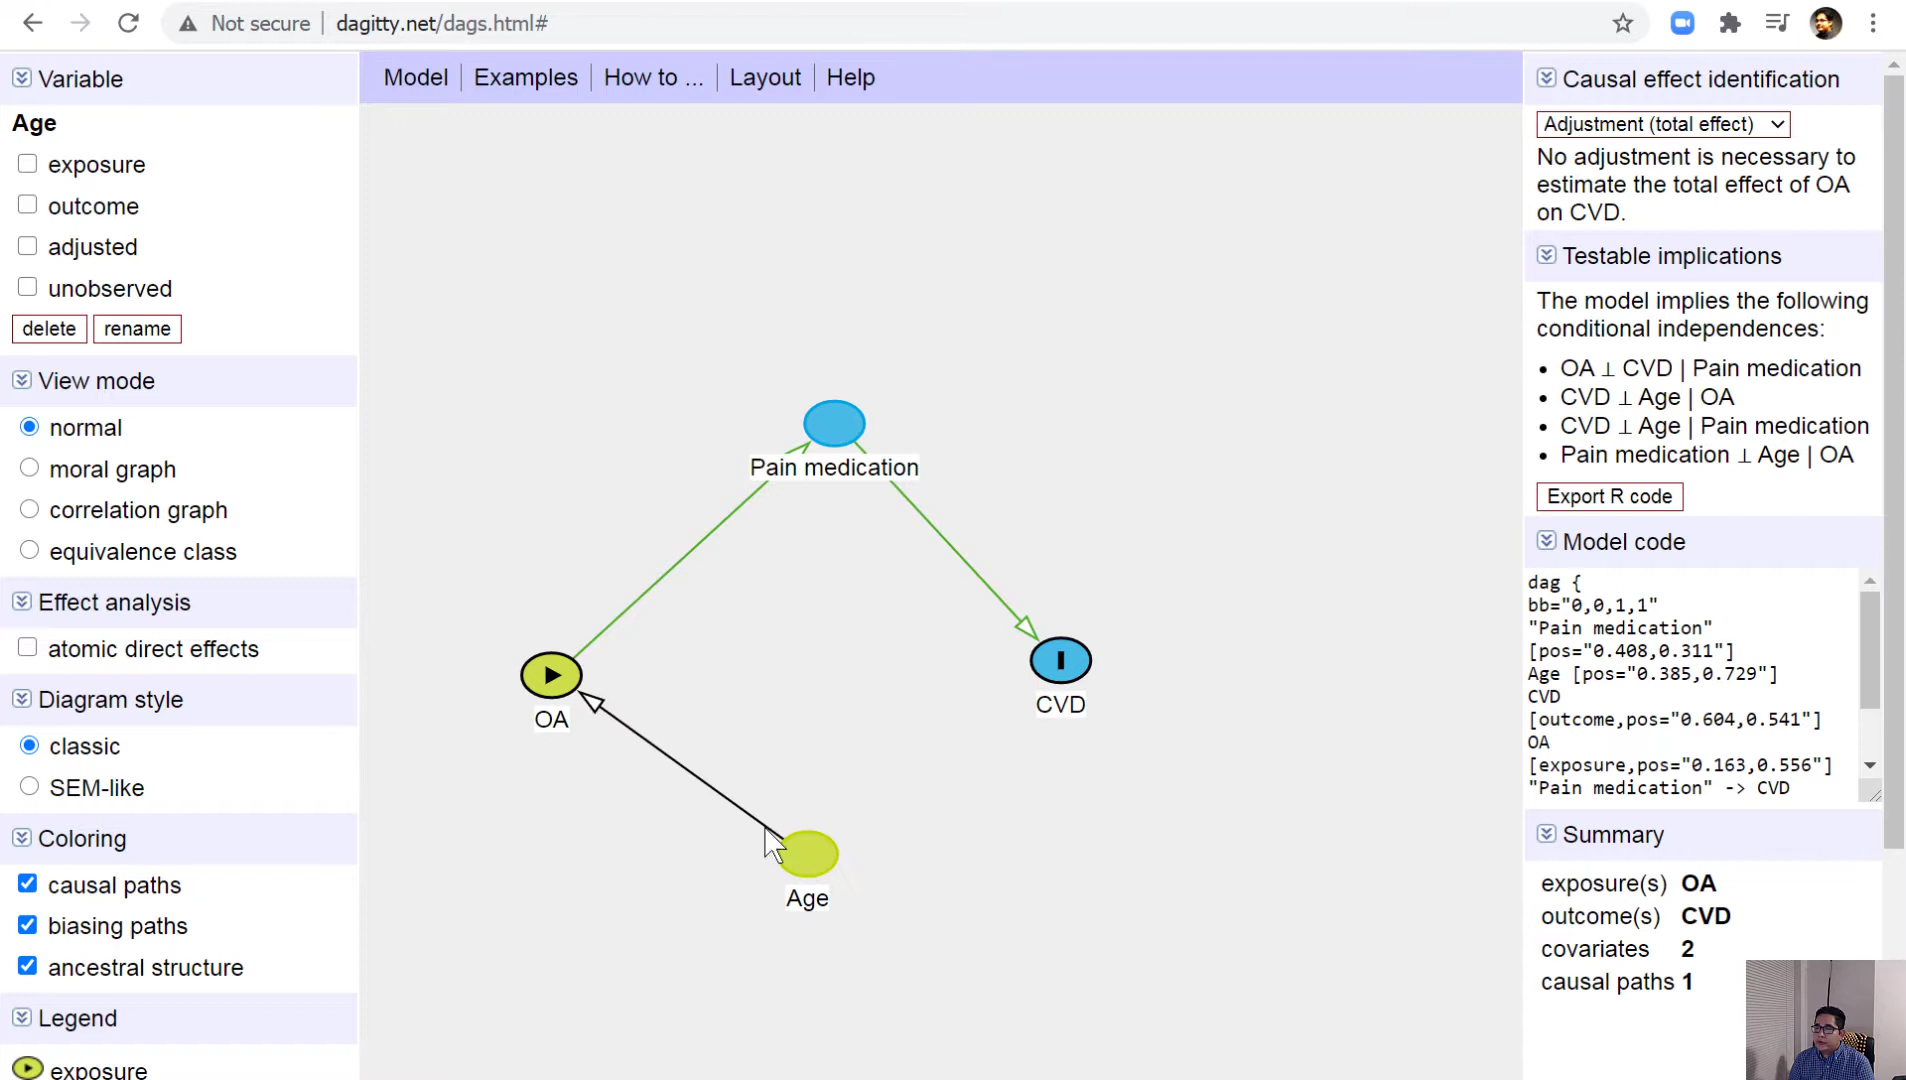 Not secure
dagitty.net/dags.html#
Variable
Age
exposure
outcome
adjusted
unobserved
delete rename
View mode
normal
moral graph
correlation graph
equivalence class
Effect analysis
atomic direct effects
Diagram style
classic
SEM-like
Coloring
causal paths
biasing paths
ancestral structure
Legend
exposure
Model Examples How to ... Layout Help
Pain medication
OA
CVD
Age
Causal effect identification
Adjustment (total effect)
No adjustment is necessary to
estimate the total effect of OA
on CVD.
Testable implications
The model implies the following
conditional independences:
• OA ⊥ CVD | Pain medication
• CVD ⊥ Age | OA
• CVD ⊥ Age | Pain medication
• Pain medication ⊥ Age | OA
Export R code
Model code
dag {
bb="0,0,1,1"
"Pain medication"
[pos="0.408,0.311"]
Age [pos="0.385,0.729"]
CVD
[outcome,pos="0.604,0.541"]
OA
[exposure,pos="0.163,0.556"]
"Pain medication" -> CVD
Summary
exposure(s) OA
outcome(s) CVD
covariates 2
causal paths 1